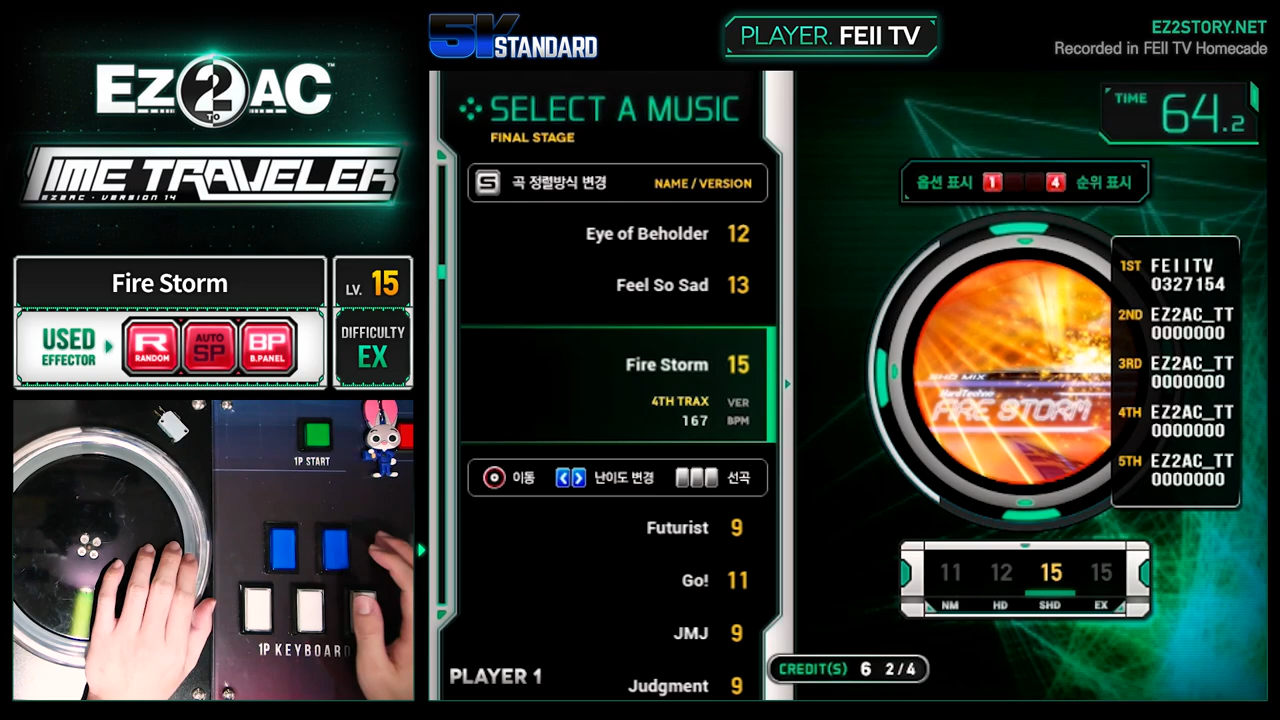 EZ2AC
TO
TM
TIME TRAVELER
EZ2AC - VERSION 14
5K STANDARD
PLAYER. FEII TV
EZ2STORY.NET
Recorded in FEII TV Homecade
Fire Storm
LV. 15
USED
EFFECTOR
R
RANDOM
AUTO
SP
BP
B.PANEL
DIFFICULTY
EX
1P START
1P KEYBOARD
SELECT A MUSIC
FINAL STAGE
S 곡 정렬방식 변경 NAME / VERSION
Eye of Beholder 12
Feel So Sad 13
Fire Storm 15
4TH TRAX VER
167 BPM
이동 난이도 변경 선곡
Futurist 9
Go! 11
JMJ 9
Judgment 9
PLAYER 1
TIME 64.2
옵션 표시 1 4 순위 표시
SHD MIX
HardTechno
FIRE STORM
1ST FEIITV
0327154
2ND EZ2AC_TT
0000000
3RD EZ2AC_TT
0000000
4TH EZ2AC_TT
0000000
5TH EZ2AC_TT
0000000
11 12 15 15
NM HD SHD EX
CREDIT(S) 6 2/4